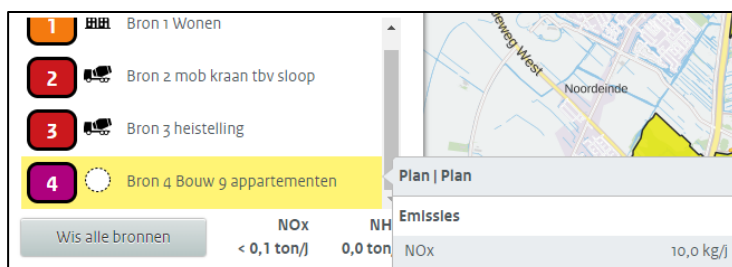 1 Bron 1 Wonen
2 Bron 2 mob kraan tbv sloop
3 Bron 3 heistelling
4 Bron 4 Bouw 9 appartementen
Wis alle bronnen
NOx NH
< 0,1 ton/j 0,0 ton
eweg West
Noordeinde
Plan | Plan
Emissies
NOx 10,0 kg/j